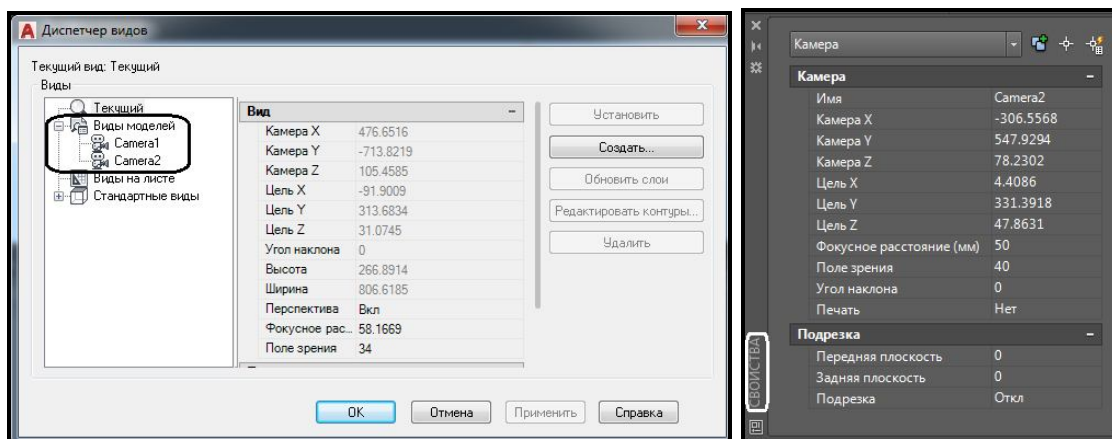 Диспетчер видов
Текущий вид: Текущий
Виды
Текущий
Виды моделей
Camera1
Camera2
Виды на листе
Стандартные виды
Вид
Камера X 476.6516
Камера Y -713.8219
Камера Z 105.4585
Цель X -91.9009
Цель Y 313.6834
Цель Z 31.0745
Угол наклона 0
Высота 266.8914
Ширина 806.6185
Перспектива Вкл
Фокусное рас... 58.1669
Поле зрения 34
Установить
Создать...
Обновить слои
Редактировать контуры...
Удалить
OK Отмена Применить Справка
Камера
Камера
Имя Camera2
Камера X -306.5568
Камера Y 547.9294
Камера Z 78.2302
Цель X 4.4086
Цель Y 331.3918
Цель Z 47.8631
Фокусное расстояние (мм) 50
Поле зрения 40
Угол наклона 0
Печать Нет
Подрезка
Передняя плоскость 0
Задняя плоскость 0
Подрезка Откл
СВОЙСТВА